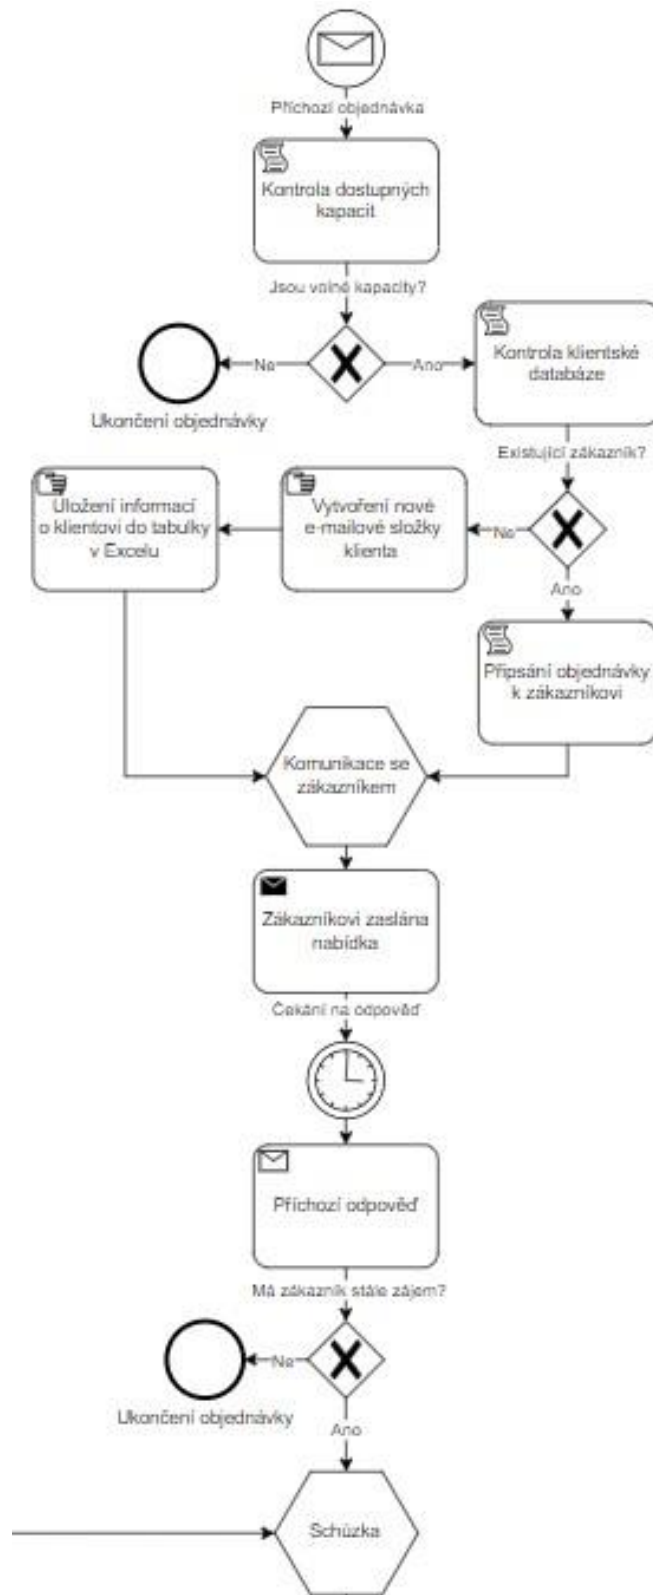 Příchozí objednávka
Kontrola dostupných
kapacit
Jsou volné kapacity?
Ne
Ano
Ukončení objednávky
Kontrola klientské
databáze
Existující zákazník?
Uložení informací
o klientovi do tabulky
v Excelu
Vytvoření nové
e-mailové složky
klienta
Ne
Ano
Připsání objednávky
k zákazníkovi
Komunikace se
zákazníkem
Zákazníkovi zaslána
nabídka
Čekání na odpověď
Příchozí odpověď
Má zákazník stále zájem?
Ne
Ukončení objednávky
Ano
Schůzka